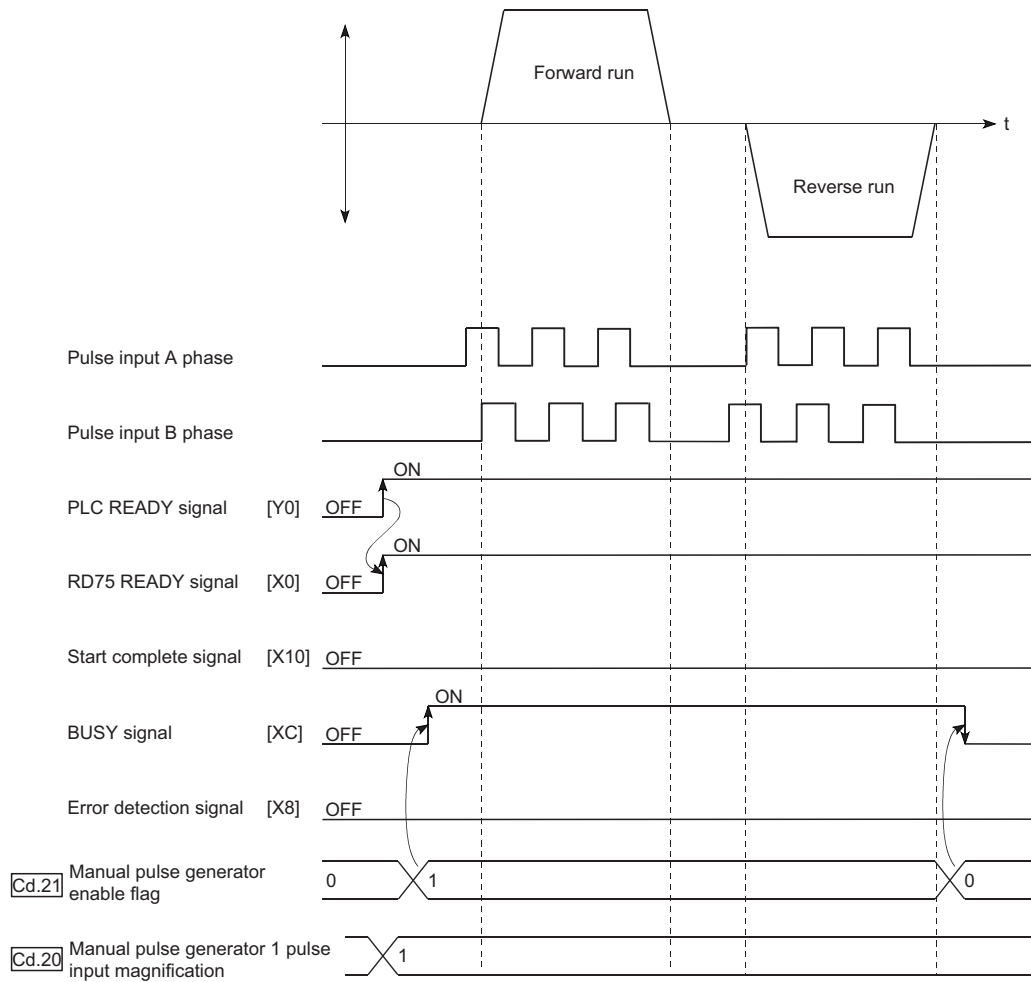 Forward run
t
Reverse run
Pulse input A phase
Pulse input B phase
ON
PLC READY signal [Y0] OFF
ON
RD75 READY signal [X0] OFF
Start complete signal [X10] OFF
ON
BUSY signal [XC] OFF
Error detection signal [X8] OFF
Cd.21 Manual pulse generator
enable flag
0 1 0
Cd.20 Manual pulse generator 1 pulse
input magnification
1